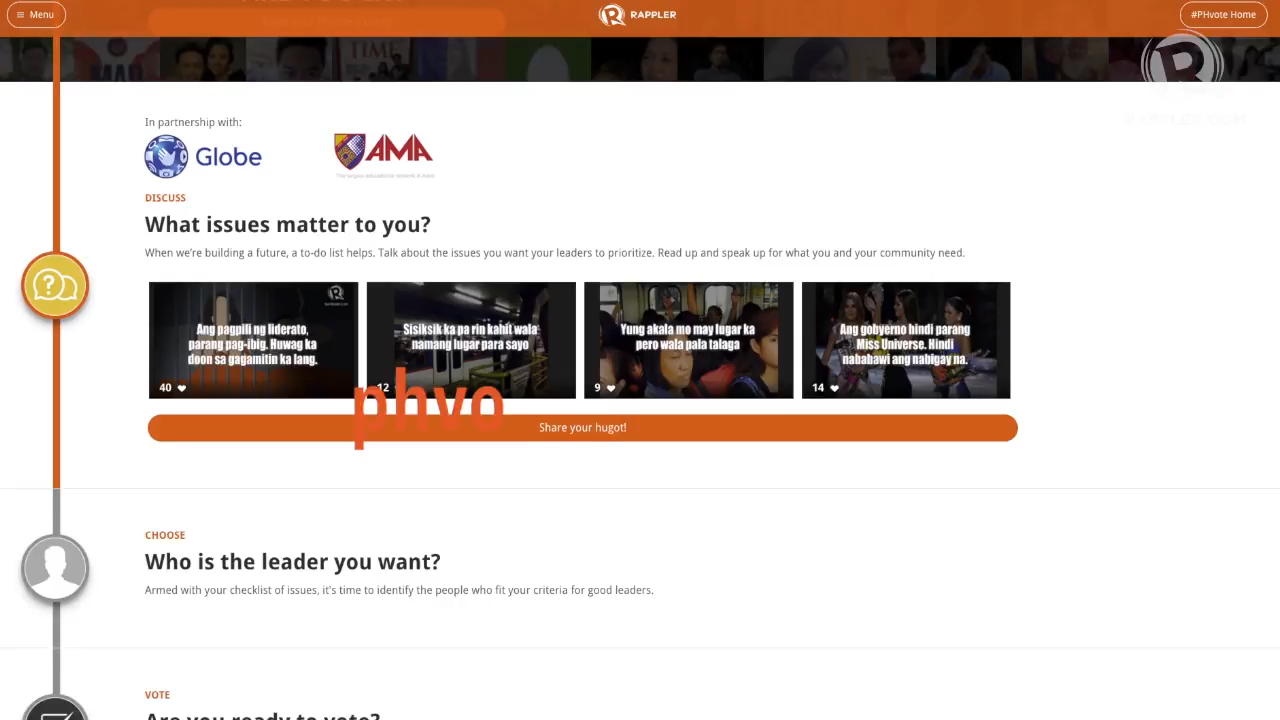 Menu
RAPPLER
#PHvote Home
TIME
RAPPLER.COM
In partnership with:
Globe
AMA
DISCUSS
What issues matter to you?
When we're building a future, a to-do list helps. Talk about the issues you want your leaders to prioritize. Read up and speak up for what you and your community need.
Ang pagpili ng liderato,
parang pag-ibig. Huwag ka
doon sa gagamitin ka lang.
40
Sisiksik ka pa rin kahit wala
namang lugar para sayo
12
Yung akala mo may lugar ka
pero wala pala talaga
9
Ang gobyerno hindi parang
Miss Universe. Hindi
nababawi ang nabigay na.
14
phvo
Share your hugot!
CHOOSE
Who is the leader you want?
Armed with your checklist of issues, it's time to identify the people who fit your criteria for good leaders.
VOTE
Are you ready to vote?